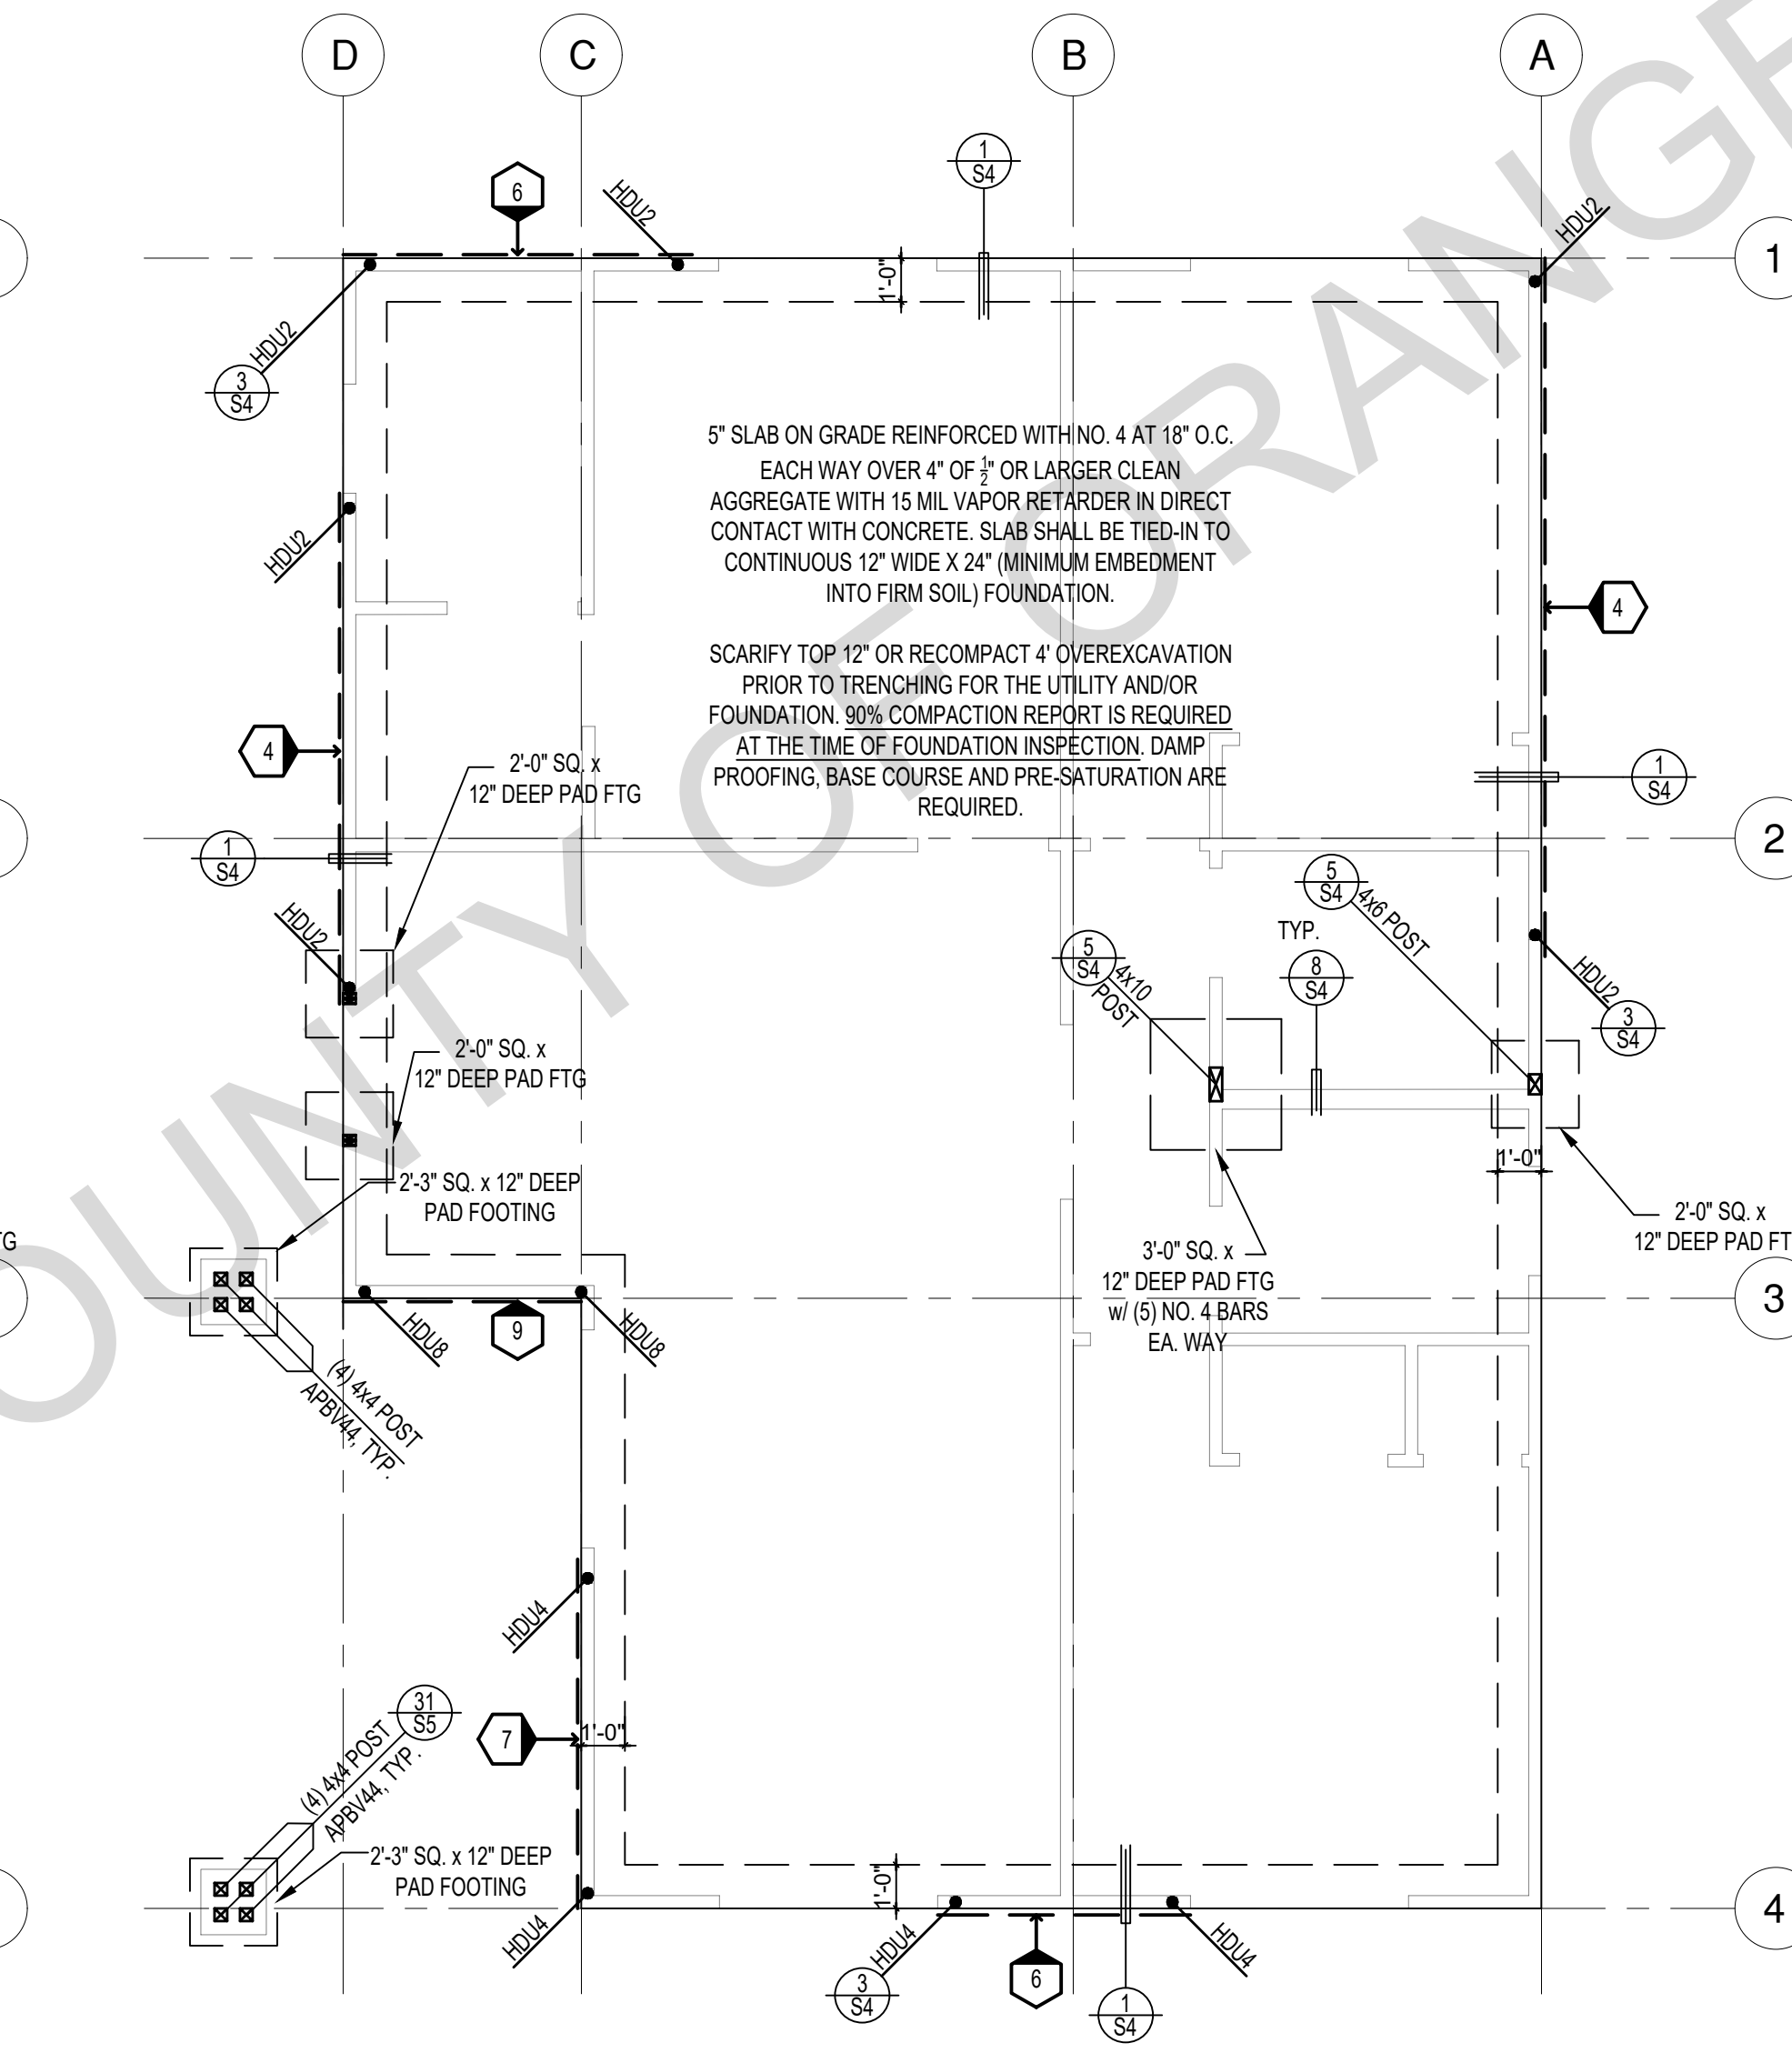 D
C
B
A
1
S4
6
HDU2
HDU2
1
1'-0"
HDU2
3
S4
5" SLAB ON GRADE REINFORCED WITH NO. 4 AT 18" O.C.
EACH WAY OVER 4" OF 1/2" OR LARGER CLEAN
AGGREGATE WITH 15 MIL VAPOR RETARDER IN DIRECT
CONTACT WITH CONCRETE. SLAB SHALL BE TIED-IN TO
CONTINUOUS 12" WIDE X 24" (MINIMUM EMBEDMENT
INTO FIRM SOIL) FOUNDATION.
HDU2
4
SCARIFY TOP 12" OR RECOMPACT 4' OVEREXCAVATION
PRIOR TO TRENCHING FOR THE UTILITY AND/OR
FOUNDATION. 90% COMPACTION REPORT IS REQUIRED
AT THE TIME OF FOUNDATION INSPECTION. DAMP
PROOFING, BASE COURSE AND PRE-SATURATION ARE
REQUIRED.
4
2'-0" SQ. x
12" DEEP PAD FTG
1
S4
2
1
S4
5
S4
4x6 POST
HDU2
TYP.
5
S4
4x10
POST
8
S4
HDU2
3
S4
2'-0" SQ. x
12" DEEP PAD FTG
1'-0"
2'-3" SQ. x 12" DEEP
PAD FOOTING
2'-0" SQ. x
12" DEEP PAD FT
TG
3'-0" SQ. x
12" DEEP PAD FTG
w/ (5) NO. 4 BARS
EA. WAY
3
9
HDU8
HDU8
(4) 4x4 POST
APBV44, TYP.
HDU4
31
S5
7
1'-0"
(4) 4x4 POST
APBV44, TYP.
2'-3" SQ. x 12" DEEP
PAD FOOTING
1'-0"
4
HDU4
HDU4
HDU4
3
S4
6
1
S4
OUNTY OF ORANGE